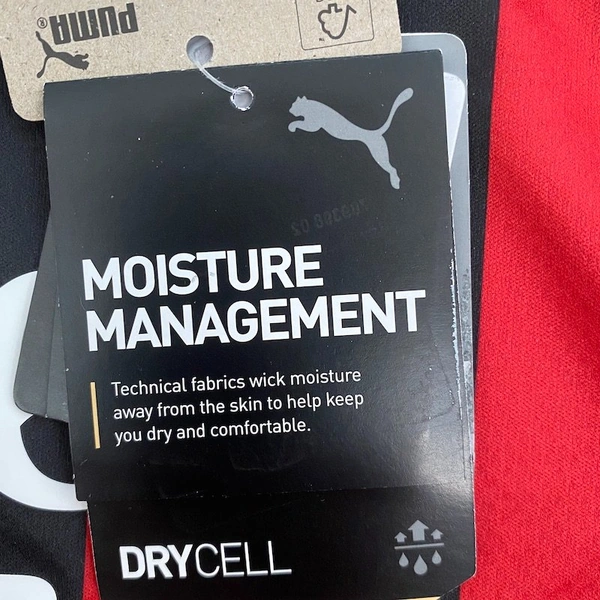 PUMA®
MOISTURE
MANAGEMENT
Technical fabrics wick moisture
away from the skin to help keep
you dry and comfortable.
DRYCELL